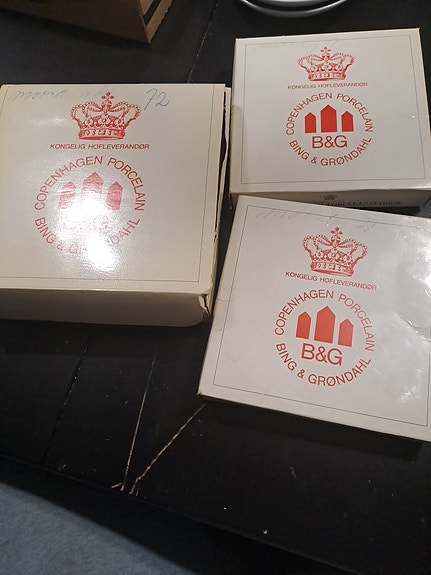 72
KONGELIG HOFLEVERANDØR
COPENHAGEN PORCELAIN
B&G
BING & GRØNDAHL
KONGELIG HOFLEVERANDØR
COPENHAGEN PORCELAIN
B&G
BING & GRØNDAHL
KONGELIG HOFLEVERANDØR
COPENHAGEN PORCELAIN
B&G
BING & GRØNDAHL